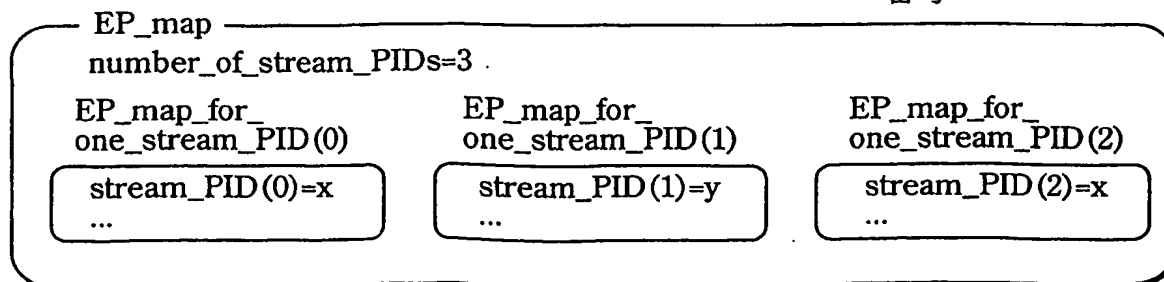 EP_map
number_of_stream_PIDs=3
EP_map_for_
one_stream_PID(0)
stream_PID(0)=x
...
EP_map_for_
one_stream_PID(1)
stream_PID(1)=y
...
EP_map_for_
one_stream_PID(2)
stream_PID(2)=x
...